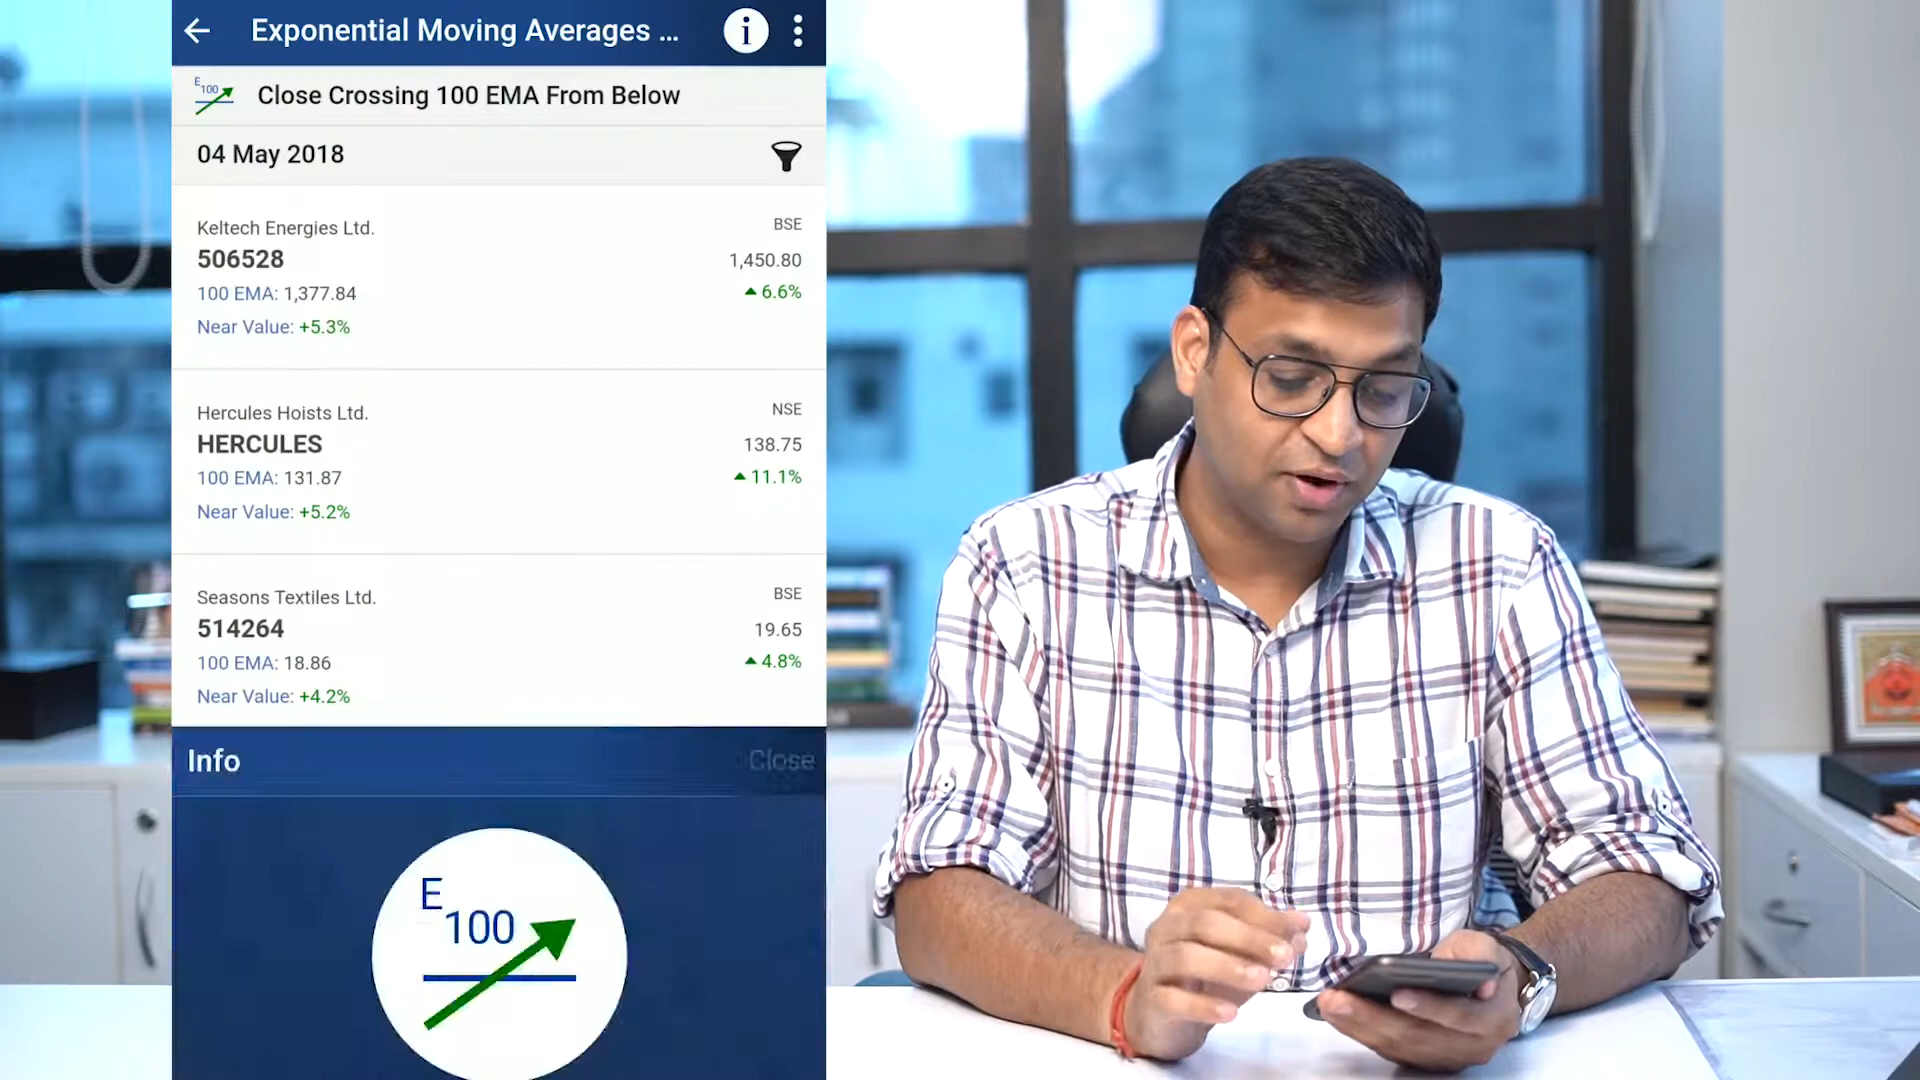 Exponential Moving Averages ...
i
E
100
Close Crossing 100 EMA From Below
04 May 2018
Keltech Energies Ltd.
BSE
506528
1,450.80
100 EMA: 1,377.84
6.6%
Near Value: +5.3%
Hercules Hoists Ltd.
NSE
HERCULES
138.75
100 EMA: 131.87
11.1%
Near Value: +5.2%
Seasons Textiles Ltd.
BSE
514264
19.65
100 EMA: 18.86
4.8%
Near Value: +4.2%
Info
Close
E
100